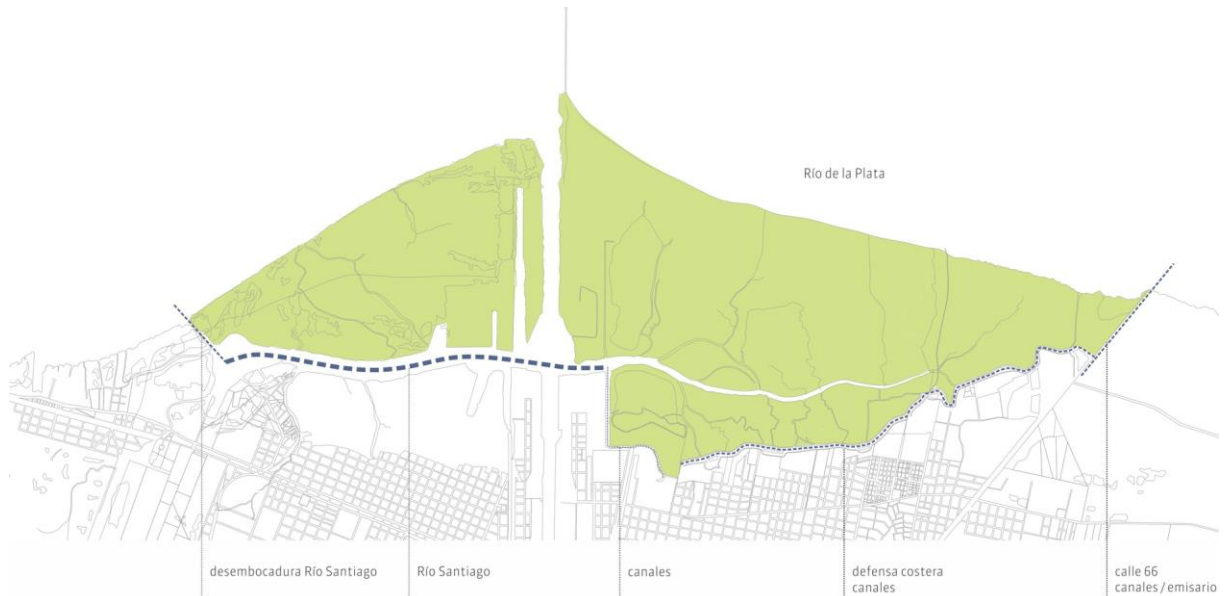 Río de la Plata
desembocadura Río Santiago
Río Santiago
canales
defensa costera
canales
calle 66
canales / emisario